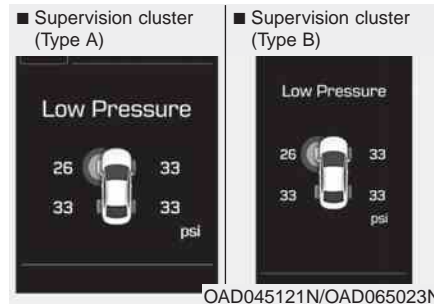 ■ Supervision cluster
(Type A)
Low Pressure
26 33
33 33
psi
■ Supervision cluster
(Type B)
Low Pressure
26 33
33 33
psi
OAD045121N/OAD065023N